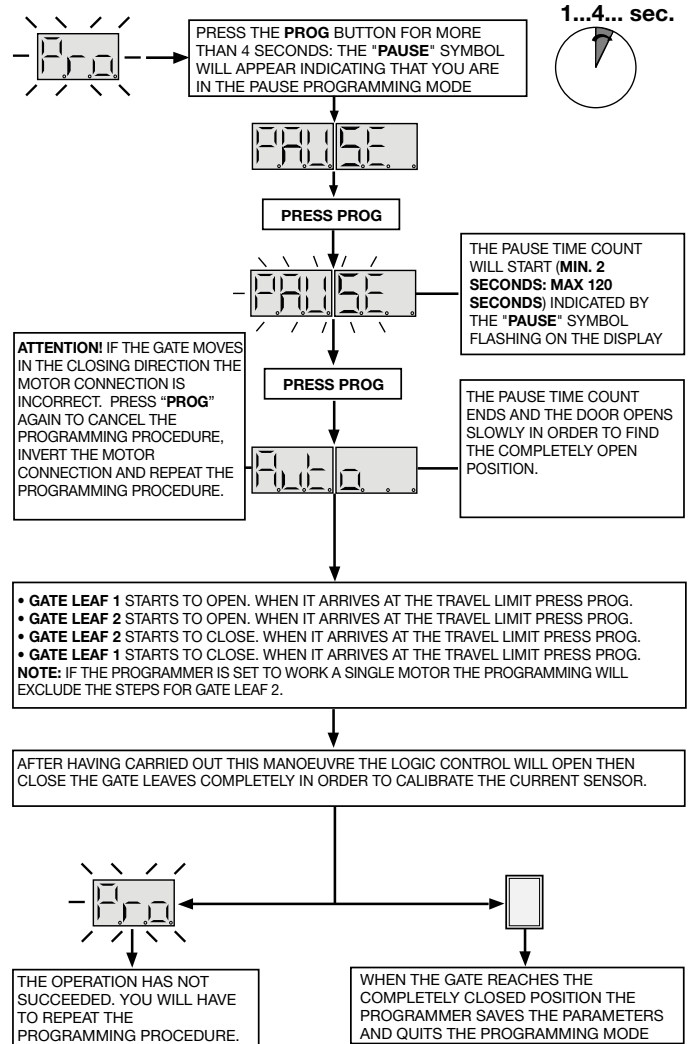 1...4... sec.
Pro
PRESS THE PROG BUTTON FOR MORE
THAN 4 SECONDS: THE "PAUSE" SYMBOL
WILL APPEAR INDICATING THAT YOU ARE
IN THE PAUSE PROGRAMMING MODE
PAUSE
PRESS PROG
PAUSE
THE PAUSE TIME COUNT
WILL START (MIN. 2
SECONDS: MAX 120
SECONDS) INDICATED BY
THE "PAUSE" SYMBOL
FLASHING ON THE DISPLAY
ATTENTION! IF THE GATE MOVES
IN THE CLOSING DIRECTION THE
MOTOR CONNECTION IS
INCORRECT. PRESS “PROG”
AGAIN TO CANCEL THE
PROGRAMMING PROCEDURE,
INVERT THE MOTOR
CONNECTION AND REPEAT THE
PROGRAMMING PROCEDURE.
PRESS PROG
Auto
THE PAUSE TIME COUNT
ENDS AND THE DOOR OPENS
SLOWLY IN ORDER TO FIND
THE COMPLETELY OPEN
POSITION.
• GATE LEAF 1 STARTS TO OPEN. WHEN IT ARRIVES AT THE TRAVEL LIMIT PRESS PROG.
• GATE LEAF 2 STARTS TO OPEN. WHEN IT ARRIVES AT THE TRAVEL LIMIT PRESS PROG.
• GATE LEAF 2 STARTS TO CLOSE. WHEN IT ARRIVES AT THE TRAVEL LIMIT PRESS PROG.
• GATE LEAF 1 STARTS TO CLOSE. WHEN IT ARRIVES AT THE TRAVEL LIMIT PRESS PROG.
NOTE: IF THE PROGRAMMER IS SET TO WORK A SINGLE MOTOR THE PROGRAMMING WILL
EXCLUDE THE STEPS FOR GATE LEAF 2.
AFTER HAVING CARRIED OUT THIS MANOEUVRE THE LOGIC CONTROL WILL OPEN THEN
CLOSE THE GATE LEAVES COMPLETELY IN ORDER TO CALIBRATE THE CURRENT SENSOR.
Pro
THE OPERATION HAS NOT
SUCCEEDED. YOU WILL HAVE
TO REPEAT THE
PROGRAMMING PROCEDURE.
WHEN THE GATE REACHES THE
COMPLETELY CLOSED POSITION THE
PROGRAMMER SAVES THE PARAMETERS
AND QUITS THE PROGRAMMING MODE